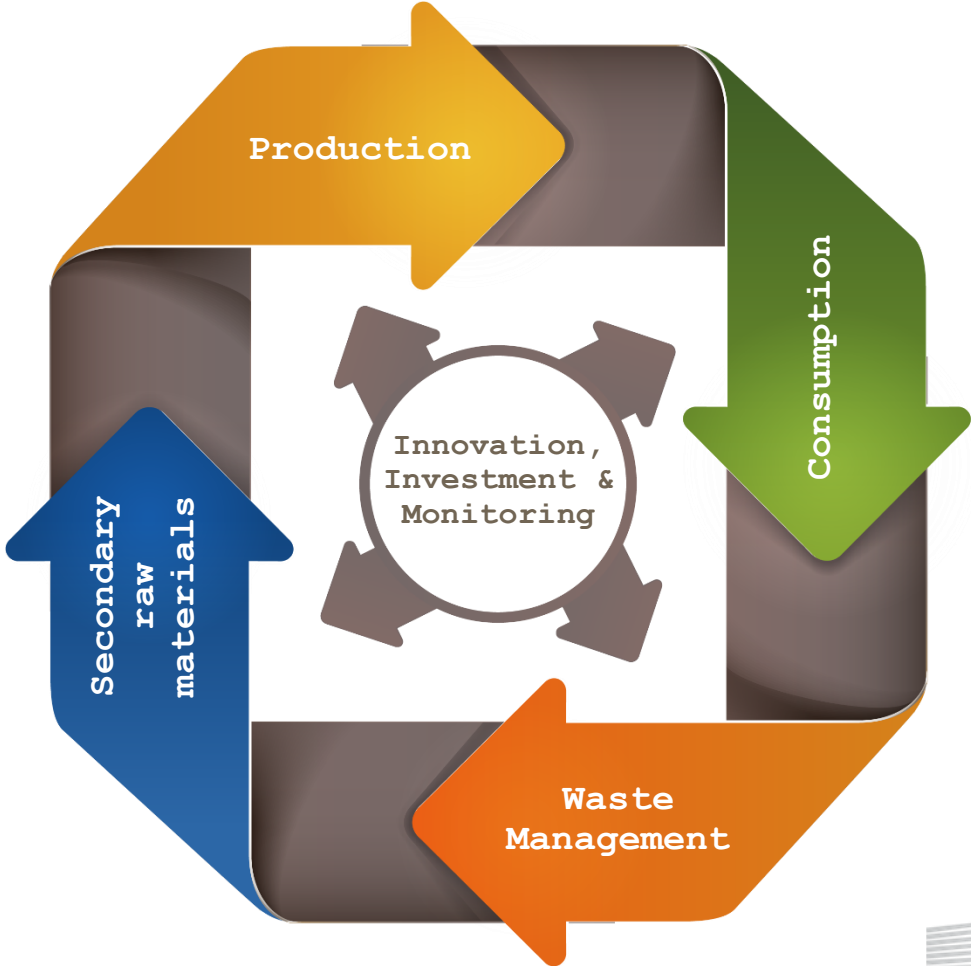 Production
Consumption
Innovation,
Investment &
Monitoring
Secondary
raw
materials
Waste
Management